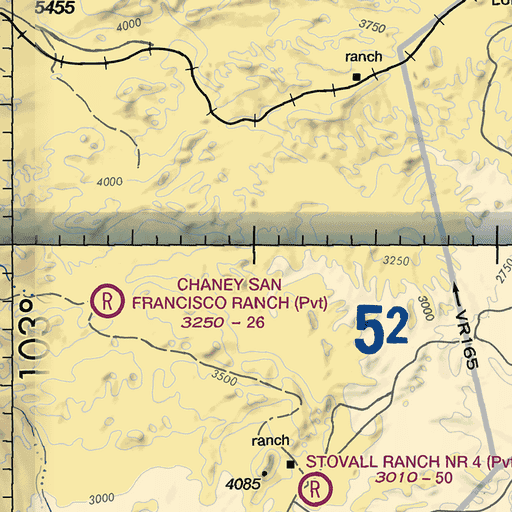 5455
4000
3750
ranch
4000
3250
2750
CHANEY SAN
FRANCISCO RANCH (Pvt)
3250 - 26
R
52
3000
VR165
103°
3500
ranch
STOVALL RANCH NR 4 (Pvt
3010 - 50
R
4085
3000